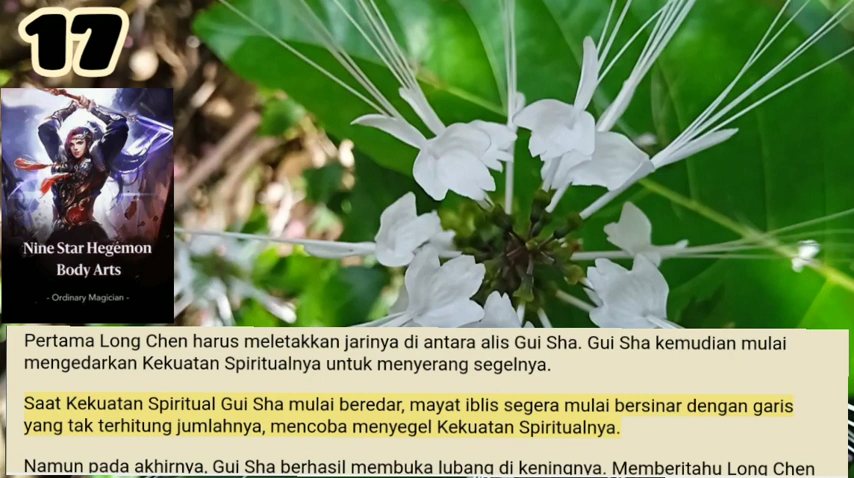 17
Nine Star Hegemon
Body Arts
- Ordinary Magician -
Pertama Long Chen harus meletakkan jarinya di antara alis Gui Sha. Gui Sha kemudian mulai
mengedarkan Kekuatan Spiritualnya untuk menyerang segelnya.
Saat Kekuatan Spiritual Gui Sha mulai beredar, mayat iblis segera mulai bersinar dengan garis
yang tak terhitung jumlahnya, mencoba menyegel Kekuatan Spiritualnya.
Namun pada akhirnya, Gui Sha berhasil membuka lubang di keningnya. Memberitahu Long Chen